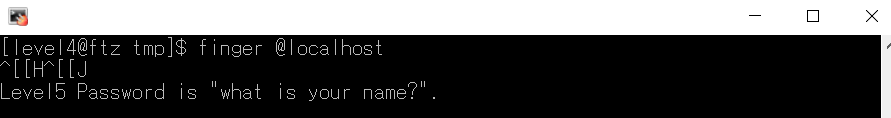 [level4@ftz tmp]$ finger @localhost
^[[H^[[J
Level5 Password is "what is your name?".